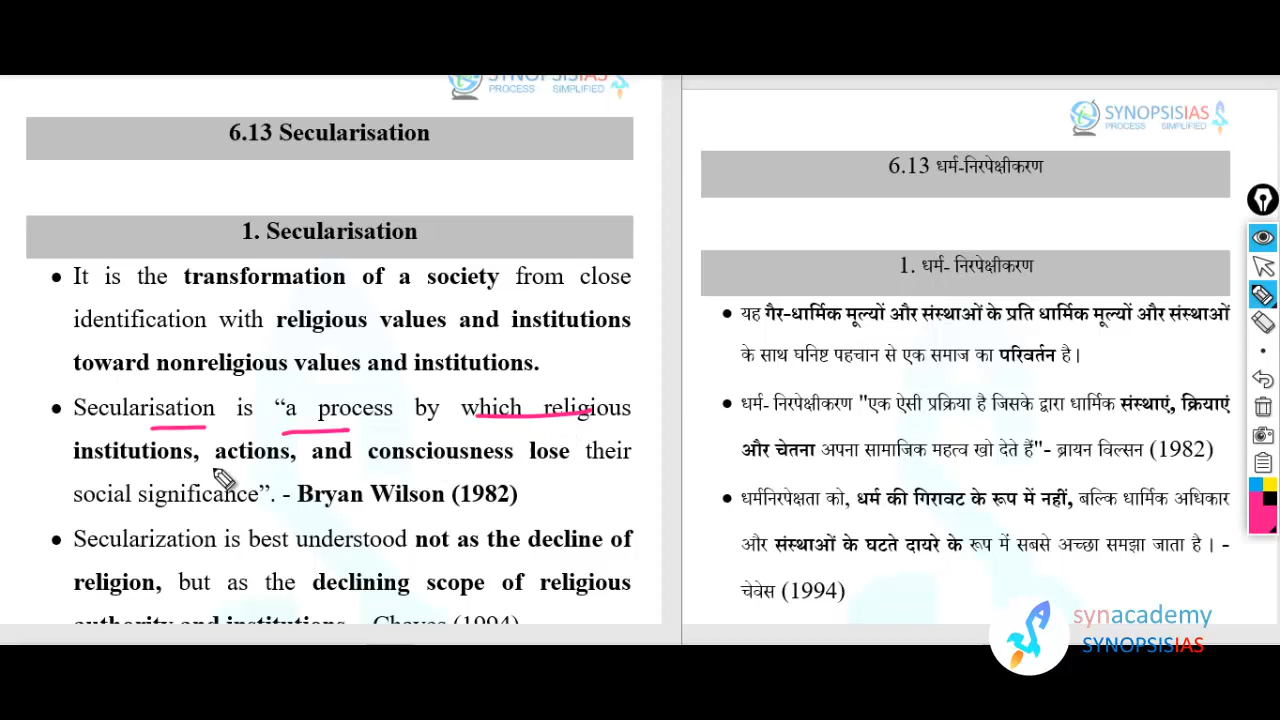 SYNOPSISIAS
PROCESS SIMPLIFIED
6.13 Secularisation
1. Secularisation
• It is the transformation of a society from close
identification with religious values and institutions
toward nonreligious values and institutions.
• Secularisation is “a process by which religious
institutions, actions, and consciousness lose their
social significance”. - Bryan Wilson (1982)
• Secularization is best understood not as the decline of
religion, but as the declining scope of religious
authority and institutions. - Chaves (1994)
SYNOPSISIAS
PROCESS SIMPLIFIED
6.13 धर्म-निरपेक्षीकरण
1. धर्म- निरपेक्षीकरण
• यह गैर-धार्मिक मूल्यों और संस्थाओं के प्रति धार्मिक मूल्यों और संस्थाओं
के साथ घनिष्ट पहचान से एक समाज का परिवर्तन है।
• धर्म- निरपेक्षीकरण "एक ऐसी प्रक्रिया है जिसके द्वारा धार्मिक संस्थाएं, क्रियाएं
और चेतना अपना सामाजिक महत्व खो देते हैं"- ब्रायन विल्सन (1982)
• धर्मनिरपेक्षता को, धर्म की गिरावट के रूप में नहीं, बल्कि धार्मिक अधिकार
और संस्थाओं के घटते दायरे के रूप में सबसे अच्छा समझा जाता है। -
चेवेस (1994)
synacademy
SYNOPSISIAS